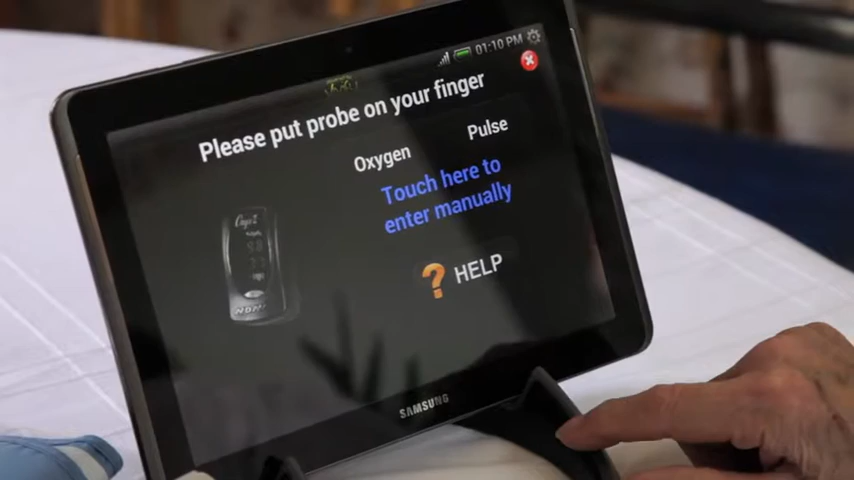 01:10 PM
Please put probe on your finger
Oxygen Pulse
Touch here to
enter manually
HELP
SAMSUNG